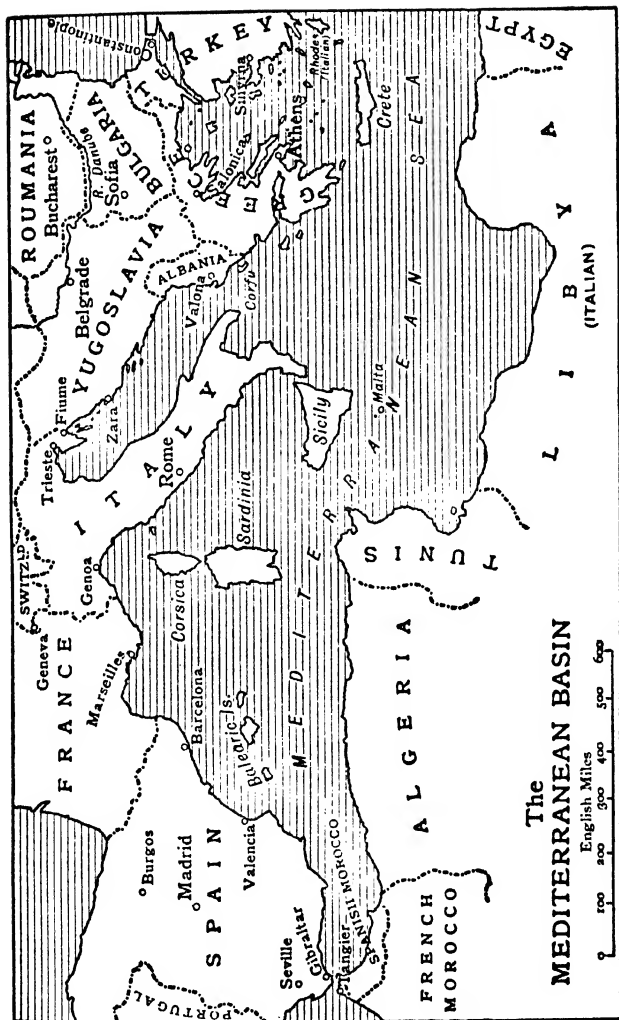 ROUMANIA
Bucharest
R. Danube
Sofia
BULGARIA
Constantinople
TURKEY
Smyrna
Rhodes
(Italian)
Belgrade
YUGOSLAVIA
ALBANIA
Valona
Corfu
Salonica
GREECE
Athens
Crete
EGYPT
SWITZLD
Trieste
Fiume
Zara
ITALY
Rome
Genoa
Geneva
FRANCE
Marseilles
Corsica
Sardinia
Sicily
Malta
MEDITERRANEAN SEA
Barcelona
Balearic Is.
Burgos
Madrid
SPAIN
Valencia
PORTUGAL
Seville
Gibraltar
Tangier
SPANISH MOROCCO
FRENCH
MOROCCO
ALGERIA
TUNIS
LIBYA
(ITALIAN)
The
MEDITERRANEAN BASIN
English Miles
0 100 200 300 400 500 600